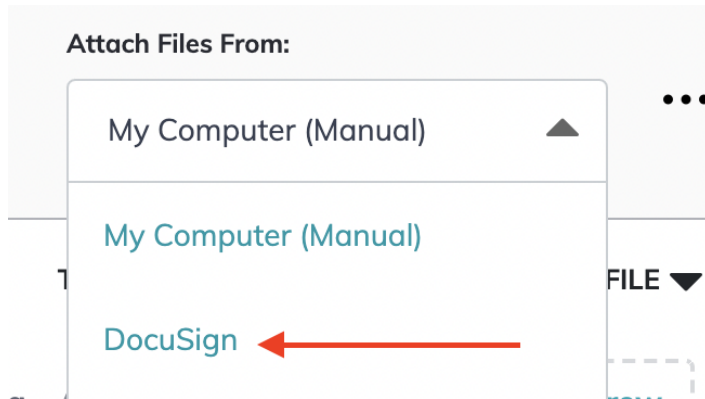 Attach Files From:
My Computer (Manual)
My Computer (Manual)
FILE
DocuSign